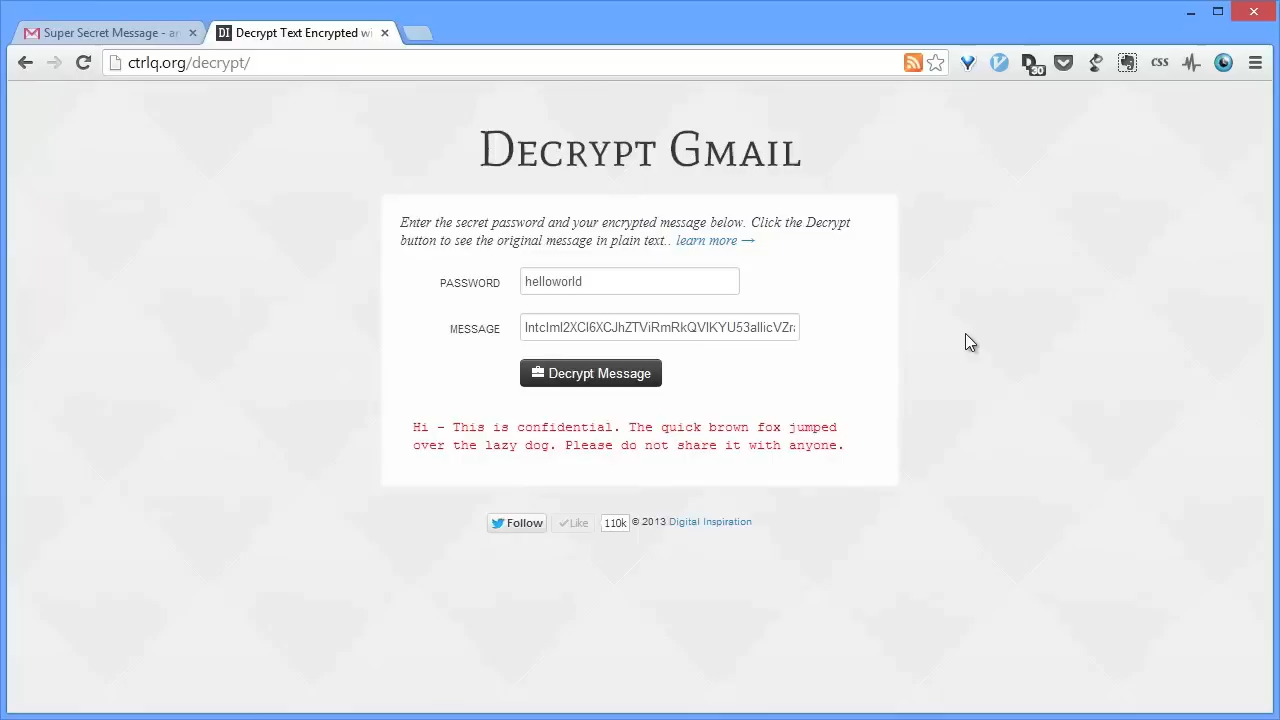 Super Secret Message - ar
DI Decrypt Text Encrypted wi
ctrlq.org/decrypt/
30
CSS
Decrypt Gmail
Enter the secret password and your encrypted message below. Click the Decrypt
button to see the original message in plain text.. learn more →
PASSWORD helloworld
MESSAGE
Decrypt Message
Hi - This is confidential. The quick brown fox jumped
over the lazy dog. Please do not share it with anyone.
Follow Like 110k © 2013 Digital Inspiration